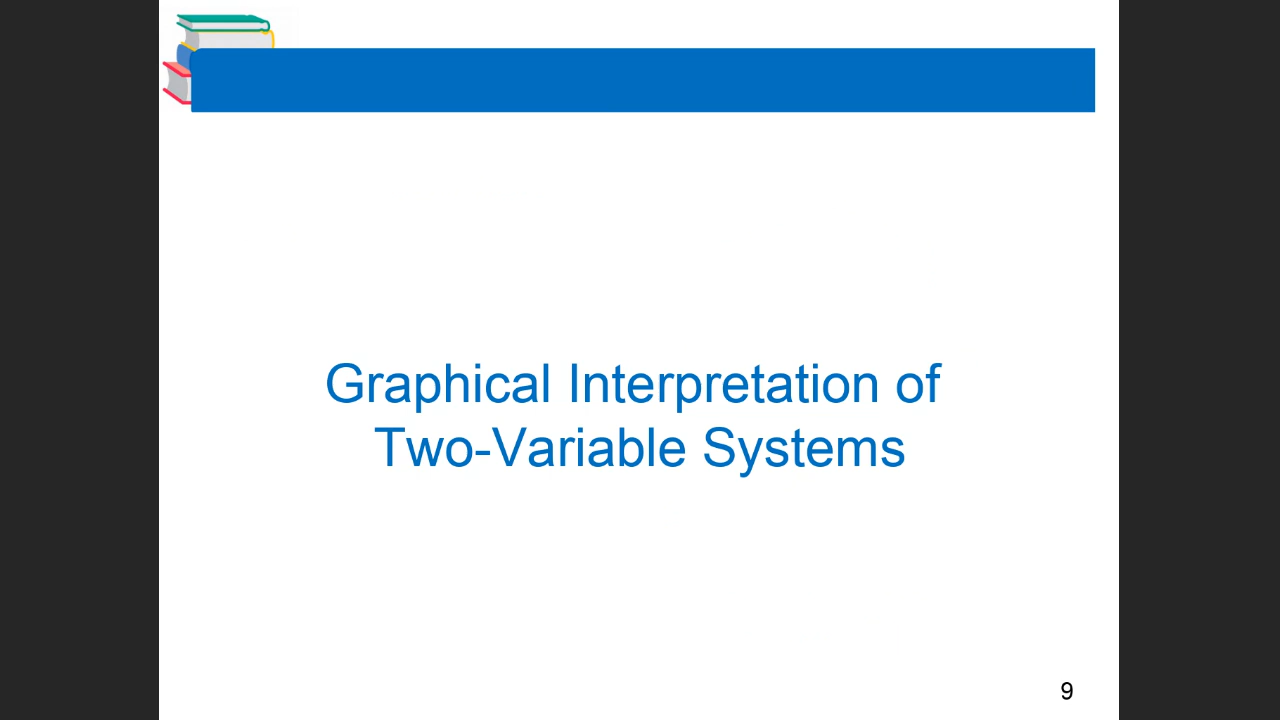 Graphical Interpretation of
Two-Variable Systems
9